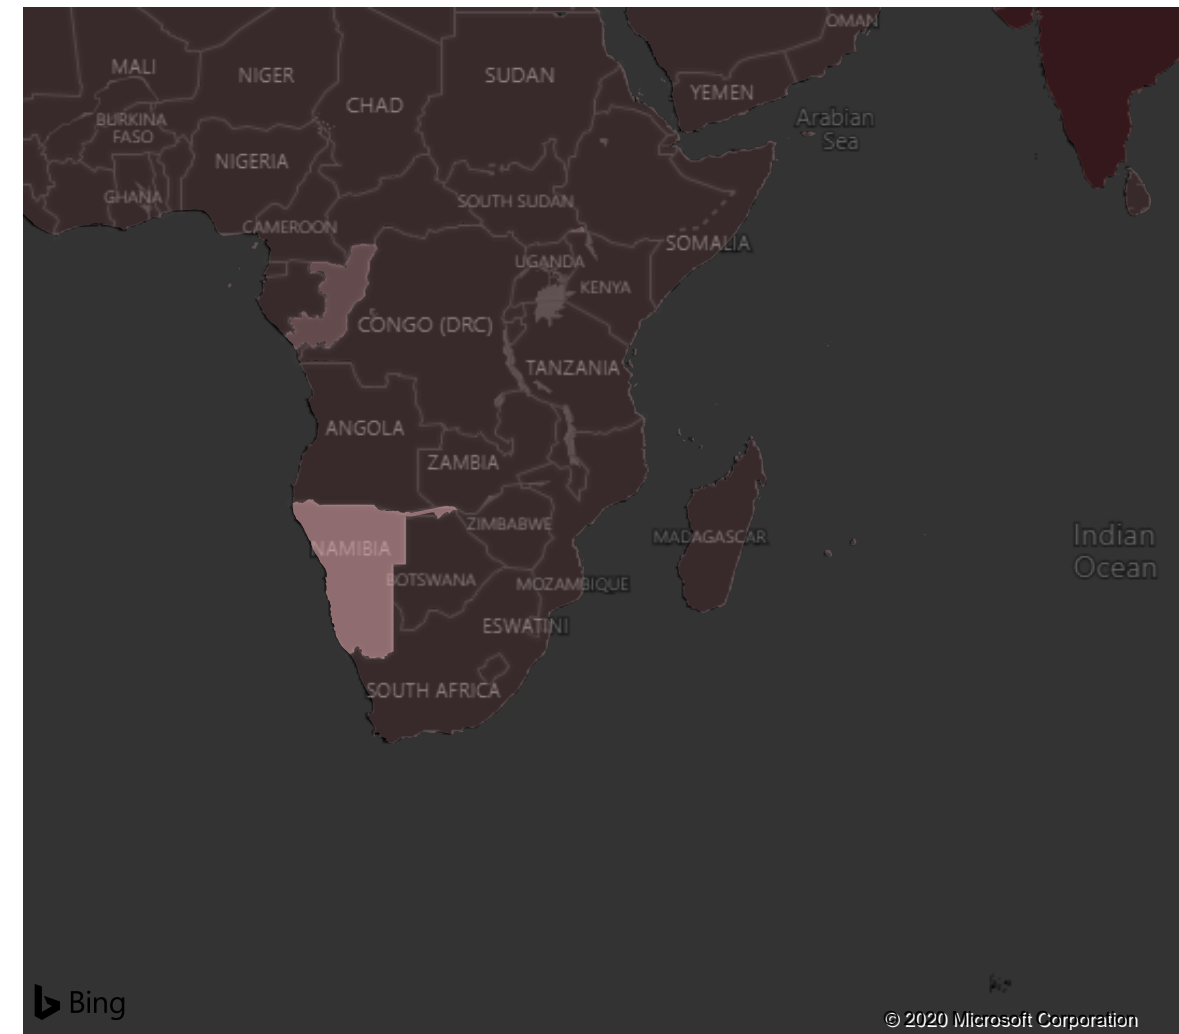 OMAN
MALI
NIGER
SUDAN
CHAD
YEMEN
BURKINA
FASO
Arabian
Sea
NIGERIA
GHANA
SOUTH SUDAN
CAMEROON
SOMALIA
UGANDA
KENYA
CONGO (DRC)
TANZANIA
ANGOLA
ZAMBIA
ZIMBABWE
MADAGASCAR
Indian
Ocean
NAMIBIA
BOTSWANA
MOZAMBIQUE
ESWATINI
SOUTH AFRICA
Bing
© 2020 Microsoft Corporation